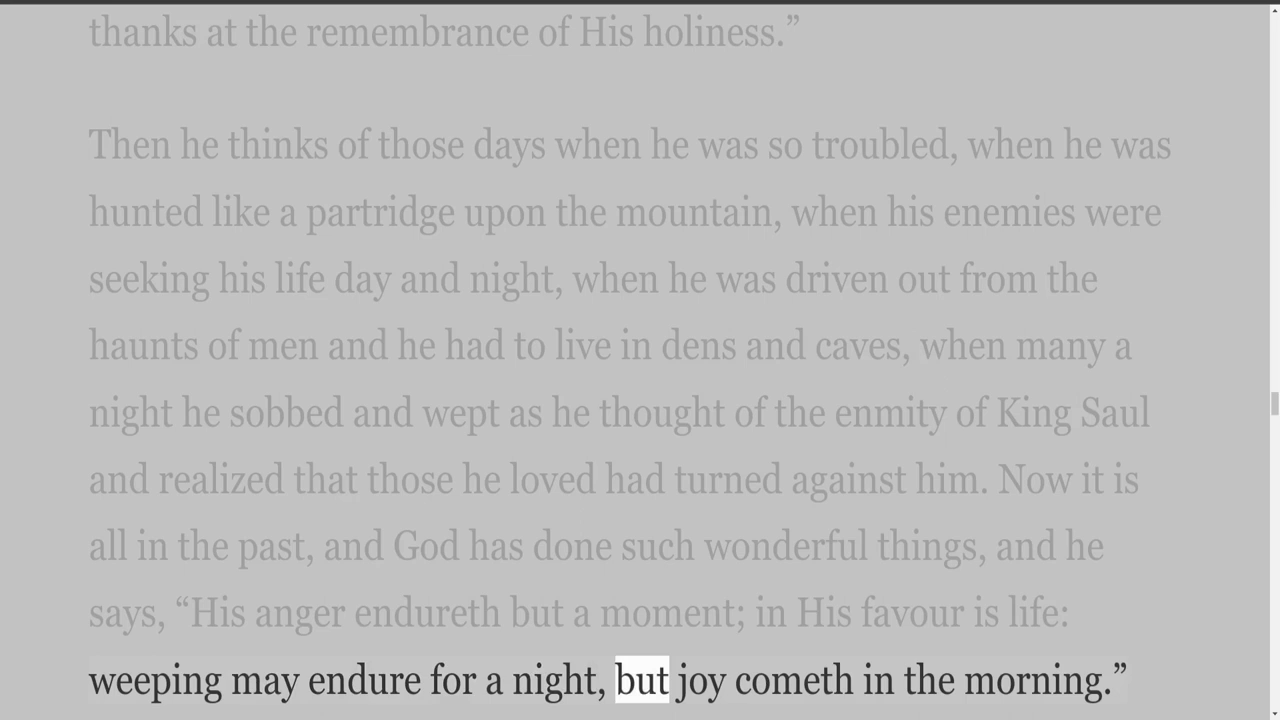 thanks at the remembrance of His holiness.”
Then he thinks of those days when he was so troubled, when he was
hunted like a partridge upon the mountain, when his enemies were
seeking his life day and night, when he was driven out from the
haunts of men and he had to live in dens and caves, when many a
night he sobbed and wept as he thought of the enmity of King Saul
and realized that those he loved had turned against him. Now it is
all in the past, and God has done such wonderful things, and he
says, “His anger endureth but a moment; in His favour is life:
weeping may endure for a night, but joy cometh in the morning.”